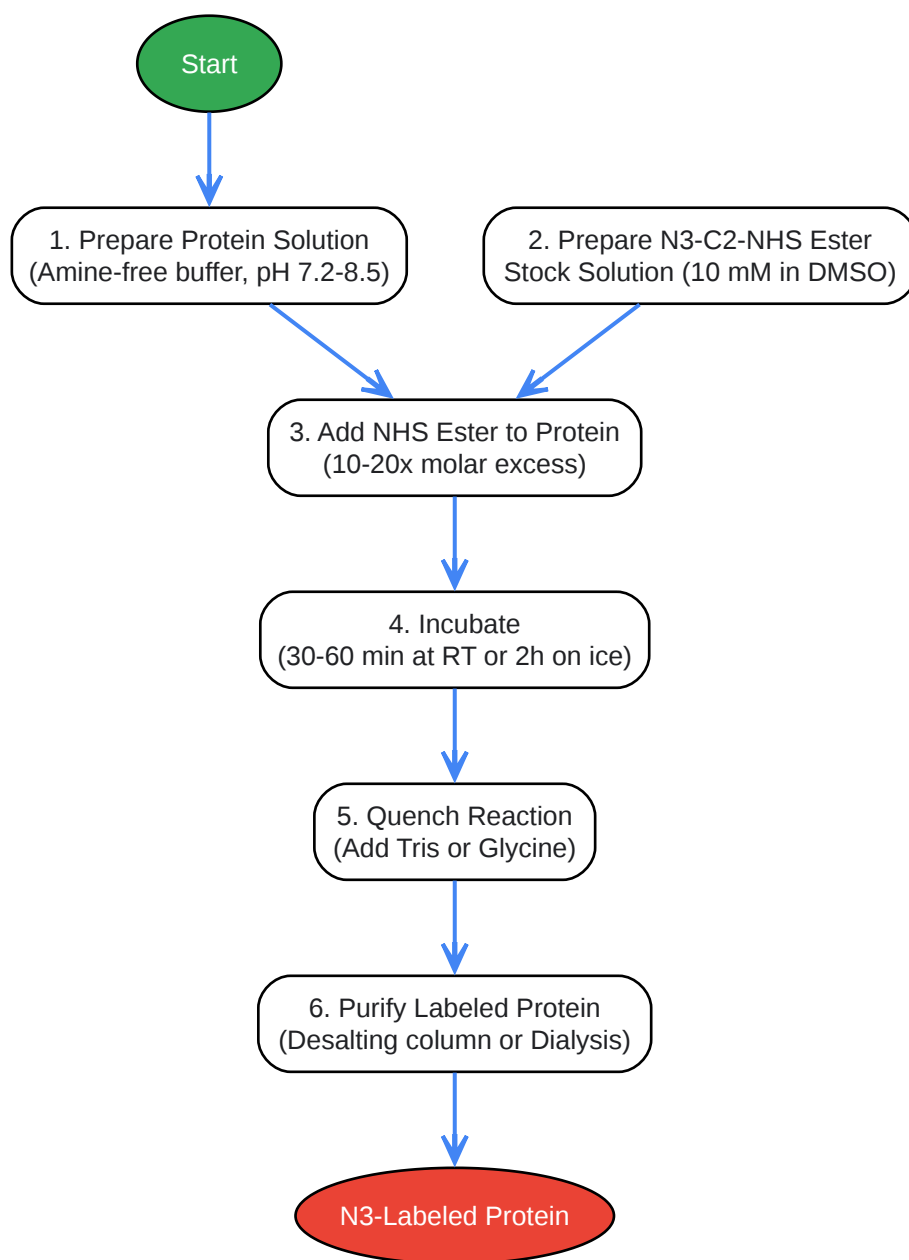 Start
1. Prepare Protein Solution
(Amine-free buffer, pH 7.2-8.5)
2. Prepare N3-C2-NHS Ester
Stock Solution (10 mM in DMSO)
3. Add NHS Ester to Protein
(10-20x molar excess)
4. Incubate
(30-60 min at RT or 2h on ice)
5. Quench Reaction
(Add Tris or Glycine)
6. Purify Labeled Protein
(Desalting column or Dialysis)
N3-Labeled Protein